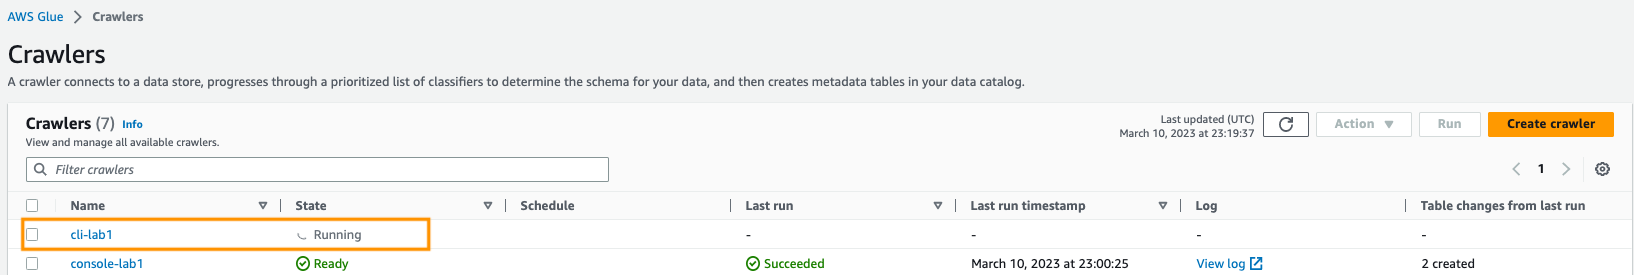 AWS Glue > Crawlers
Crawlers
A crawler connects to a data store, progresses through a prioritized list of classifiers to determine the schema for your data, and then creates metadata tables in your data catalog.
Crawlers (7) Info
View and manage all available crawlers.
Last updated (UTC)
March 10, 2023 at 23:19:37
Action Run Create crawler
Filter crawlers
1
Name State Schedule Last run Last run timestamp Log Table changes from last run
cli-lab1 Running - - - -
console-lab1 Ready Succeeded March 10, 2023 at 23:00:25 View log 2 created